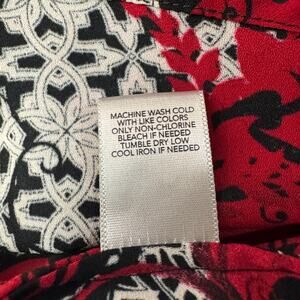 MACHINE WASH COLD
WITH LIKE COLORS
ONLY NON-CHLORINE
BLEACH IF NEEDED
TUMBLE DRY LOW
COOL IRON IF NEEDED